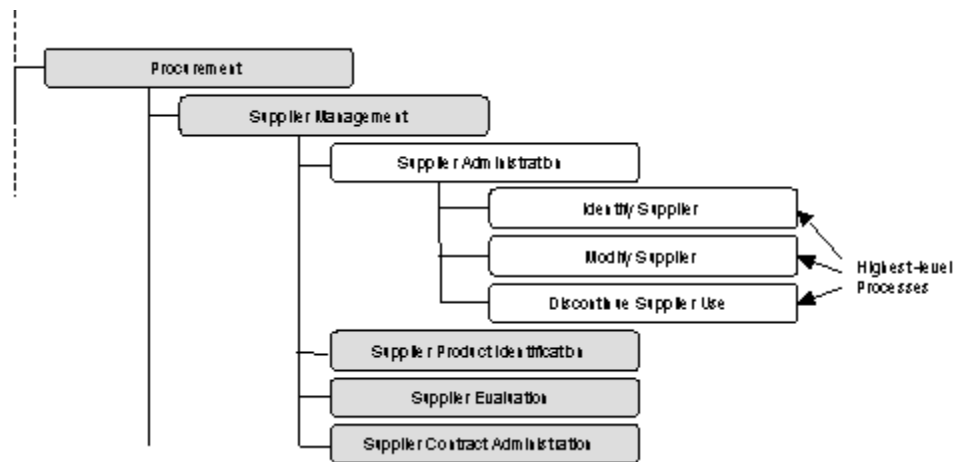 Procurement
Supplier Management
Supplier Administration
Identify Supplier
Modify Supplier
Highest-level
Processes
Discontinue Supplier Use
Supplier Product Identification
Supplier Evaluation
Supplier Contract Administration